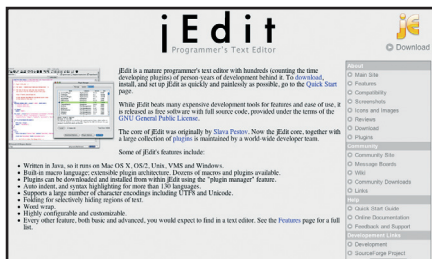 jEdit
Programmer's Text Editor
Download
jEdit is a mature programmer's text editor with hundreds (counting the time
developing plugins) of person-years of development behind it. To download,
install, and set up jEdit as quickly and painlessly as possible, go to the Quick Start
page.
While jEdit beats many expensive development tools for features and ease of use, it
is released as free software with full source code, provided under the terms of the
GNU General Public License.
The core of jEdit was originally by Slava Pestov. Now the jEdit core, together with
a large collection of plugins is maintained by a world-wide developer team.
Some of jEdit's features include:
Written in Java, so it runs on Mac OS X, OS/2, Unix, VMS and Windows.
Built-in macro language; extensible plugin architecture. Dozens of macros and plugins available.
Plugins can be downloaded and installed from within jEdit using the "plugin manager" feature.
Auto indent, and syntax highlighting for more than 130 languages.
Supports a large number of character encodings including UTF8 and Unicode.
Folding for selectively hiding regions of text.
Word wrap.
Highly configurable and customizable.
Every other feature, both basic and advanced, you would expect to find in a text editor. See the Features page for a full
list.
About
Main Site
Features
Compatibility
Screenshots
Icons and Images
Reviews
Download
Plugins
Community
Community Site
Message Boards
Wiki
Community Downloads
Links
Help
Quick Start Guide
Online Documentation
Feedback and Support
Development Links
Development
SourceForge Project